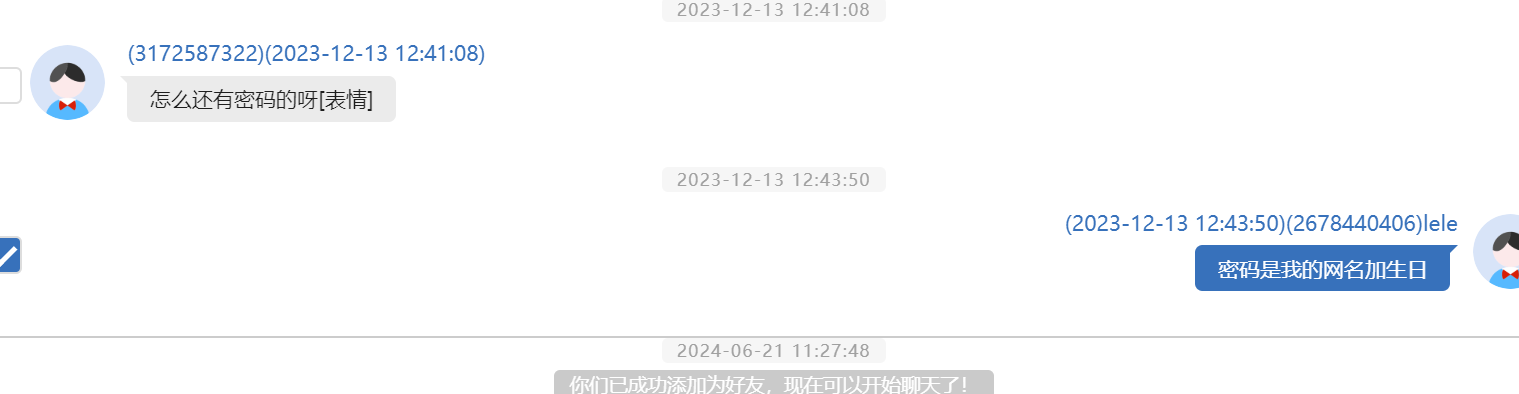 2023-12-13 12:41:08
(3172587322)(2023-12-13 12:41:08)
怎么还有密码的呀[表情]
2023-12-13 12:43:50
(2023-12-13 12:43:50)(2678440406)lele
密码是我的网名加生日
2024-06-21 11:27:48
你们已成功添加为好友，现在可以开始聊天了！